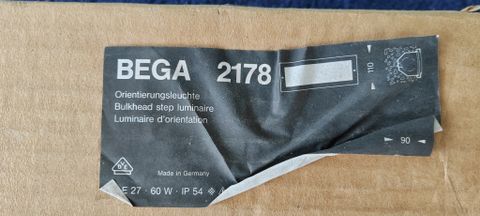 BEGA 2178
Orientierungsleuchte
Bulkhead step luminaire
Luminaire d'orientation
110
90
Made in Germany
E 27 · 60 W · IP 54